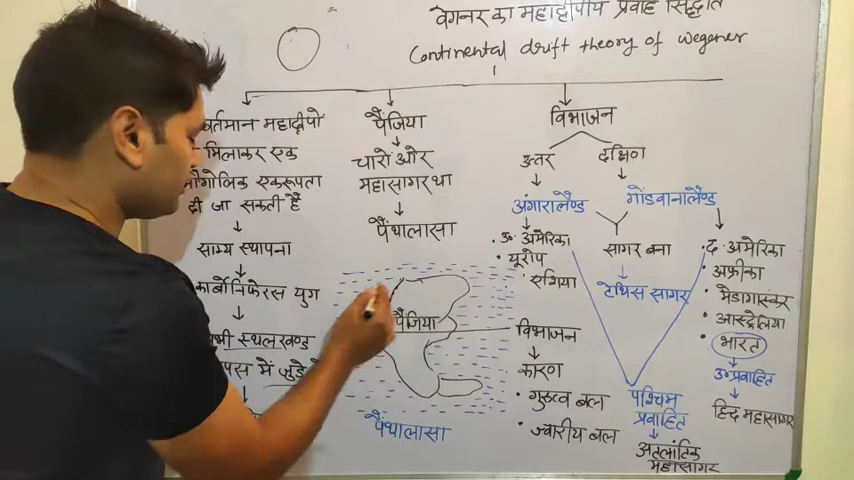 वेगनर का महाद्वीपीय प्रवाह सिद्धांत
Continental drift theory of wegener
वर्तमान महाद्वीपो
मिलाकर एक
भौगोलिक एकरूपता
दी जा सकती है
साम्य स्थापना
कार्बोनिफेरस युग
सभी स्थलखण्ड
में जुड़े
पैंजिया
चारों ओर
महासागर था
पैंथालासा
पैंजिया
पैंथालासा
विभाजन
उत्तर
दक्षिण
अंगारालैण्ड
गोंडवानालैण्ड
• उ॰ अमेरिका
• यूरोप
• एशिया
सागर बना
टेथिस सागर
• द॰ अमेरिका
• अफ्रीका
• मेडागास्कर
• आस्ट्रेलिया
• भारत
उ॰ प्रवाहित
हिन्द महासागर
विभाजन
कारण
• गुरुत्व बल
• ज्वारीय बल
पश्चिम
प्रवाहित
अटलांटिक
महासागर